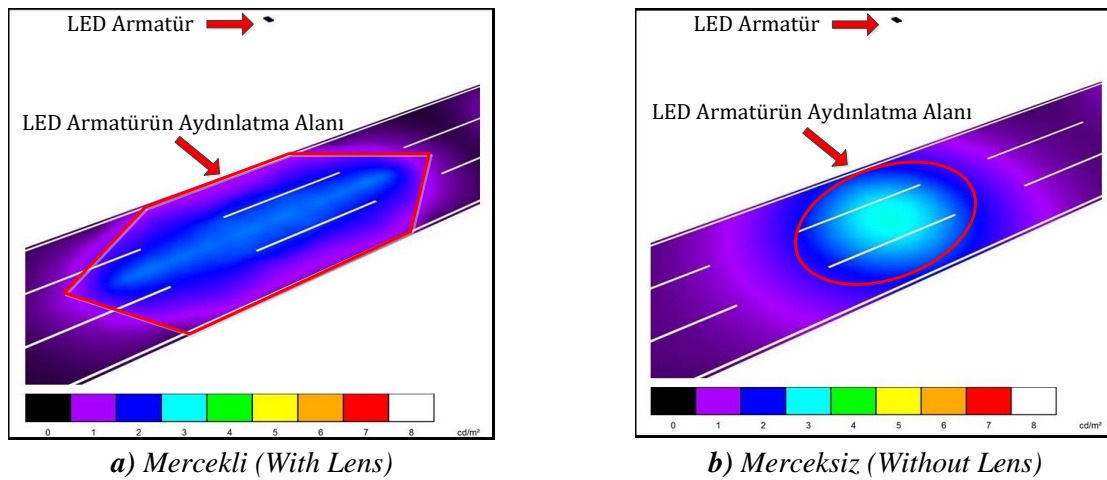 LED Armatür
LED Armatürün Aydınlatma Alanı
0 1 2 3 4 5 6 7 8 cd/m²
a) Mercekli (With Lens)
LED Armatür
LED Armatürün Aydınlatma Alanı
0 1 2 3 4 5 6 7 8 cd/m²
b) Merceksiz (Without Lens)